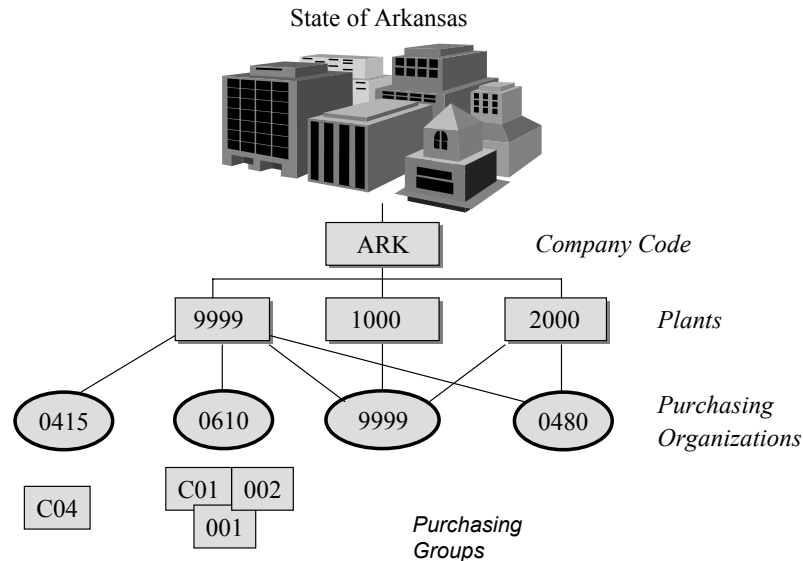 State of Arkansas
ARK
Company Code
9999
1000
2000
Plants
0415
0610
9999
0480
Purchasing
Organizations
C04
C01
002
001
Purchasing
Groups